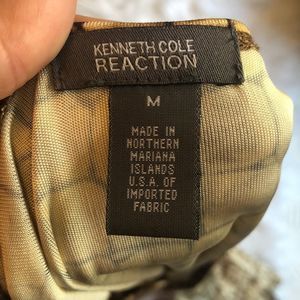 KENNETH COLE
REACTION
M
MADE IN
NORTHERN
MARIANA
ISLANDS
U.S.A. OF
IMPORTED
FABRIC